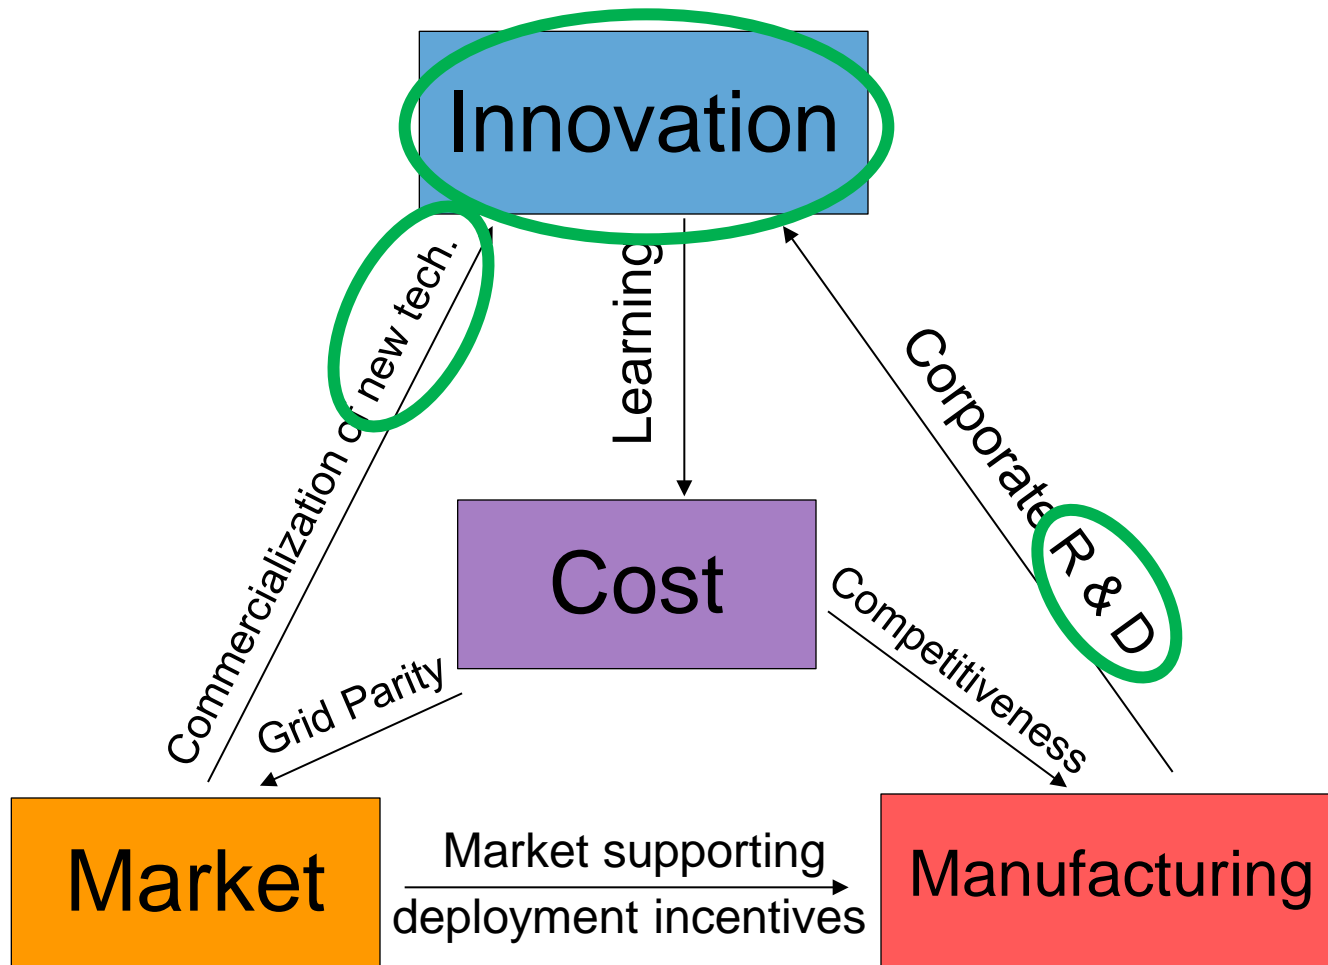 Innovation
Commercialization of new tech.
Learning
Corporate R & D
Cost
Grid Parity
Competitiveness
Market
Market supporting
deployment incentives
Manufacturing